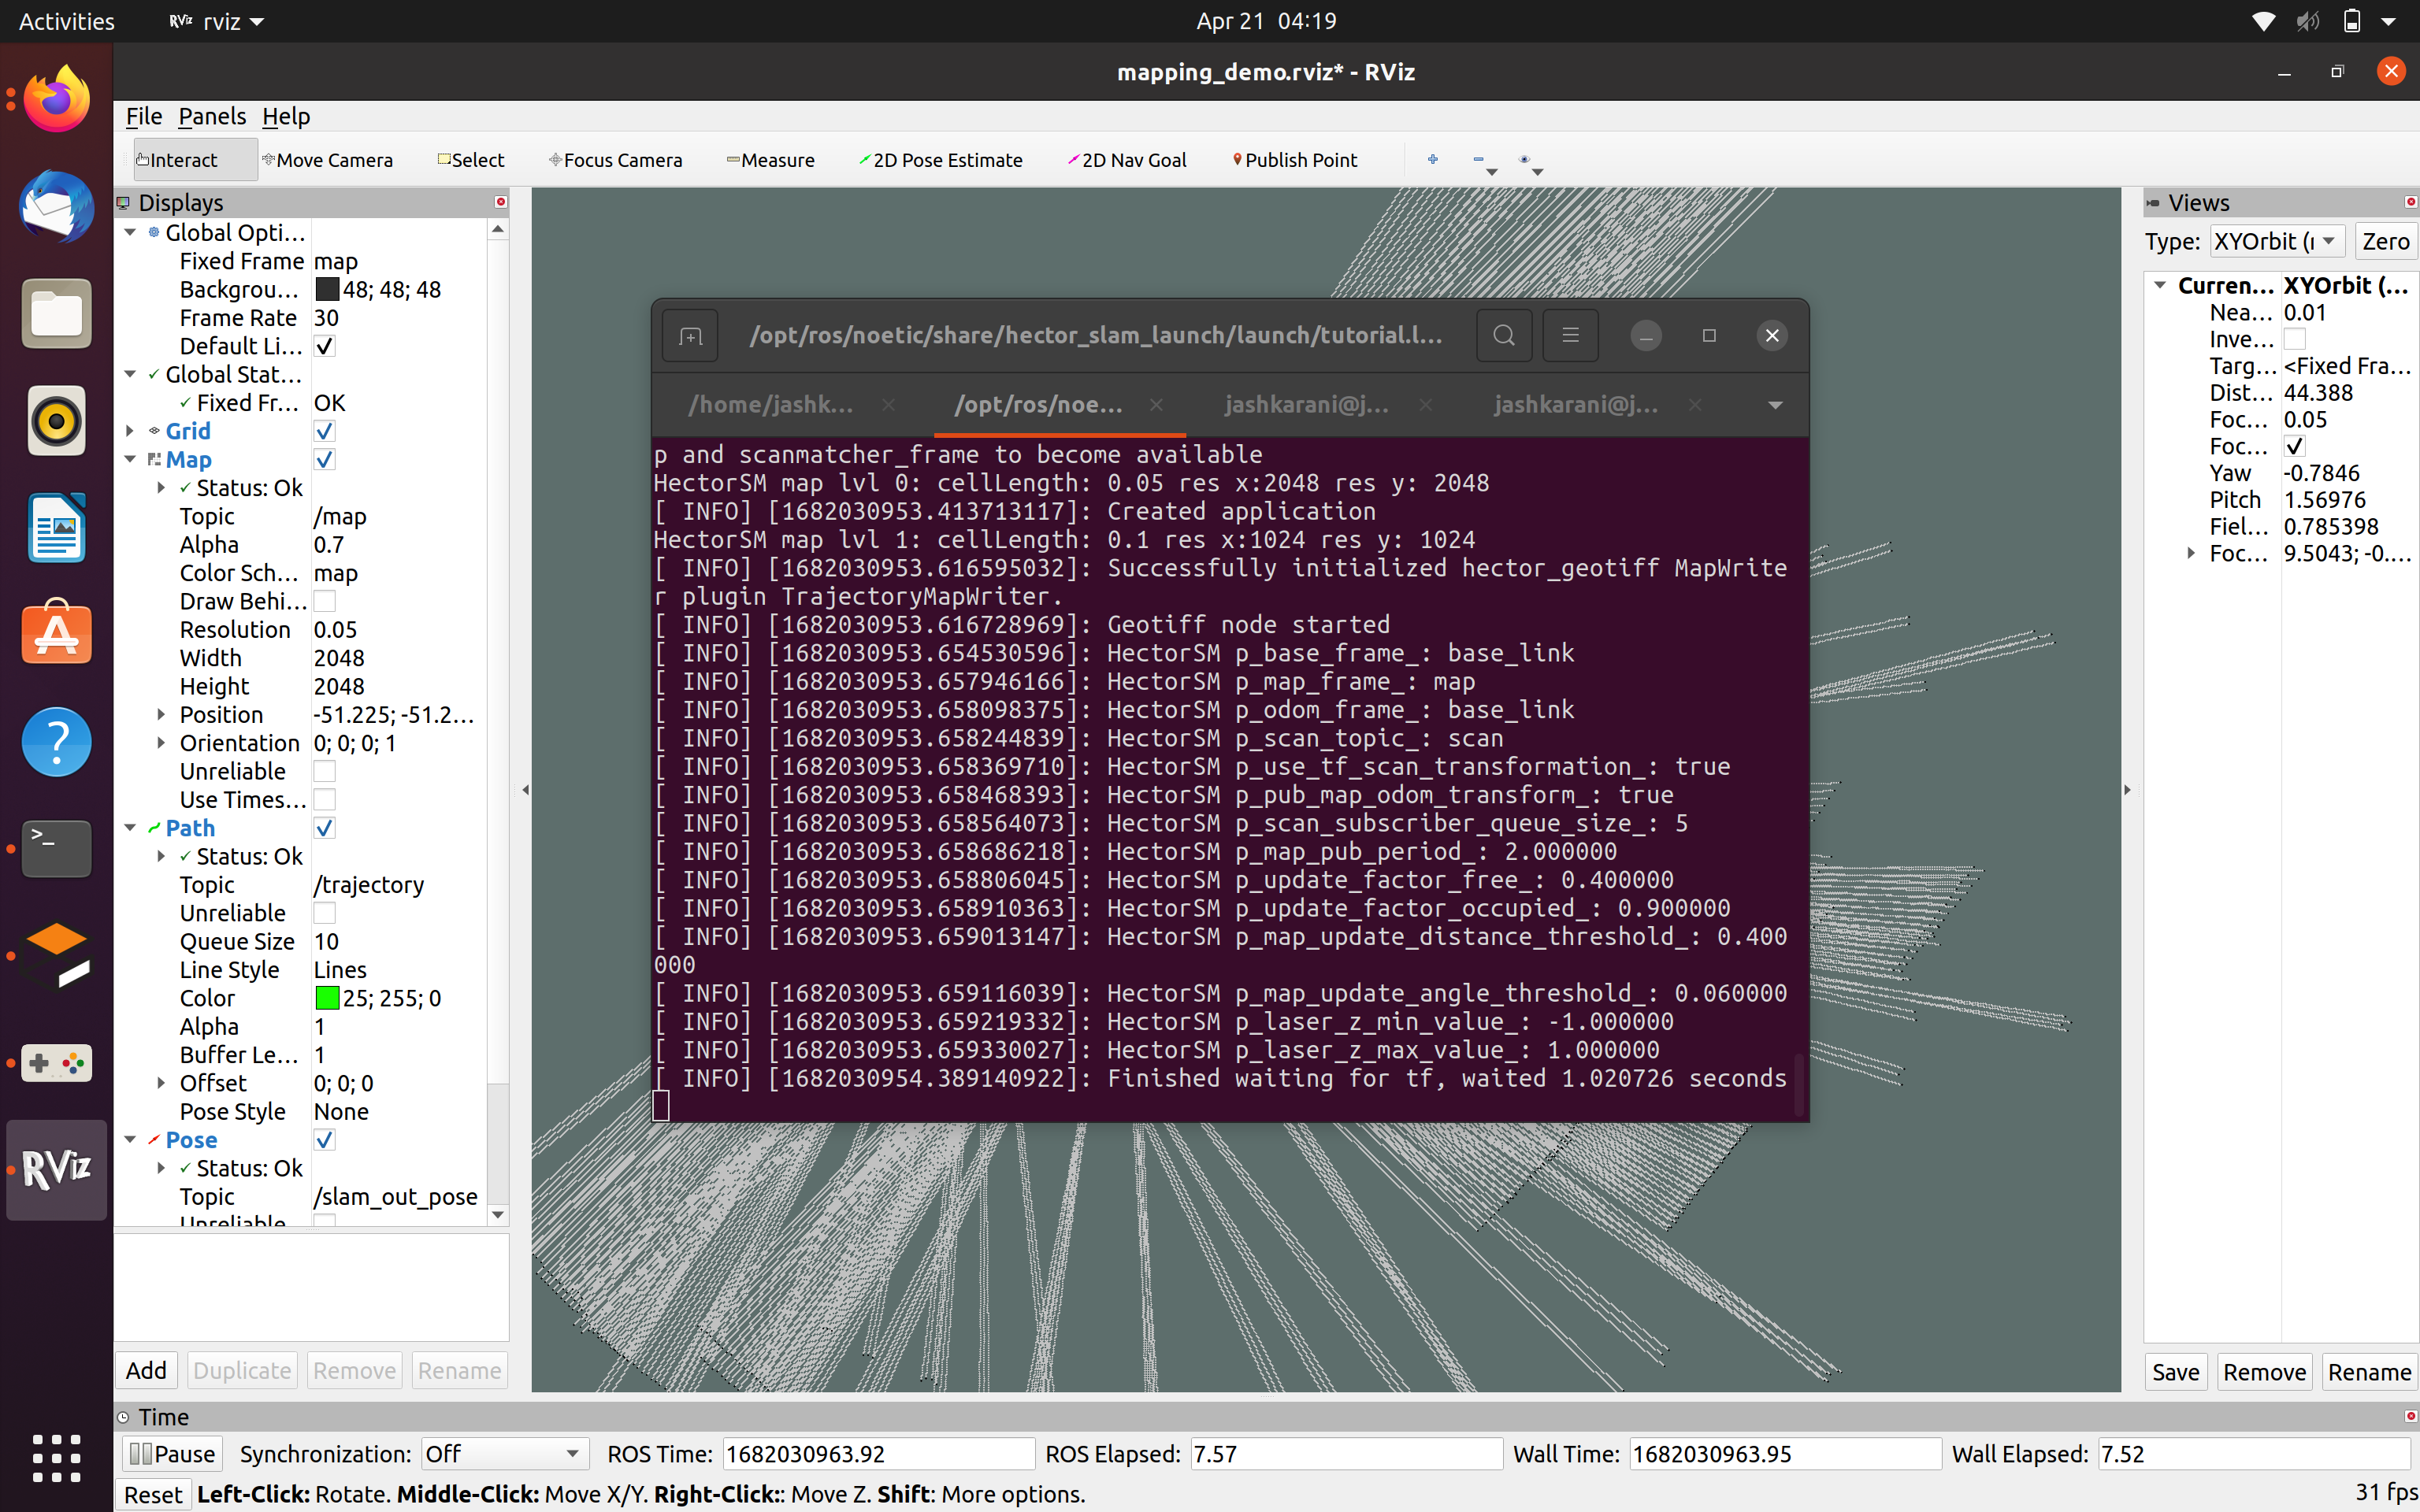 Activities
RViz rviz
Apr 21 04:19
mapping_demo.rviz* - RViz
File Panels Help
Interact Move Camera Select Focus Camera Measure 2D Pose Estimate 2D Nav Goal Publish Point
Displays
Global Opti...
Fixed Frame map
Backgrou... 48; 48; 48
Frame Rate 30
Default Li...
Global Stat...
Fixed Fr... OK
Grid
Map
Status: Ok
Topic /map
Alpha 0.7
Color Sch... map
Draw Behi...
Resolution 0.05
Width 2048
Height 2048
Position -51.225; -51.2...
Orientation 0; 0; 0; 1
Unreliable
Use Times...
Path
Status: Ok
Topic /trajectory
Unreliable
Queue Size 10
Line Style Lines
Color 25; 255; 0
Alpha 1
Buffer Le... 1
Offset 0; 0; 0
Pose Style None
Pose
Status: Ok
Topic /slam_out_pose
Unreliable
Add Duplicate Remove Rename
RViz
/opt/ros/noetic/share/hector_slam_launch/launch/tutorial.l...
/home/jashk... /opt/ros/noe... jashkarani@j... jashkarani@j...
p and scanmatcher_frame to become available
HectorSM map lvl 0: cellLength: 0.05 res x:2048 res y: 2048
[ INFO] [1682030953.413713117]: Created application
HectorSM map lvl 1: cellLength: 0.1 res x:1024 res y: 1024
[ INFO] [1682030953.616595032]: Successfully initialized hector_geotiff MapWrite
r plugin TrajectoryMapWriter.
[ INFO] [1682030953.616728969]: Geotiff node started
[ INFO] [1682030953.654530596]: HectorSM p_base_frame_: base_link
[ INFO] [1682030953.657946166]: HectorSM p_map_frame_: map
[ INFO] [1682030953.658098375]: HectorSM p_odom_frame_: base_link
[ INFO] [1682030953.658244839]: HectorSM p_scan_topic_: scan
[ INFO] [1682030953.658369710]: HectorSM p_use_tf_scan_transformation_: true
[ INFO] [1682030953.658468393]: HectorSM p_pub_map_odom_transform_: true
[ INFO] [1682030953.658564073]: HectorSM p_scan_subscriber_queue_size_: 5
[ INFO] [1682030953.658686218]: HectorSM p_map_pub_period_: 2.000000
[ INFO] [1682030953.658806045]: HectorSM p_update_factor_free_: 0.400000
[ INFO] [1682030953.658910363]: HectorSM p_update_factor_occupied_: 0.900000
[ INFO] [1682030953.659013147]: HectorSM p_map_update_distance_threshold_: 0.400
000
[ INFO] [1682030953.659116039]: HectorSM p_map_update_angle_threshold_: 0.060000
[ INFO] [1682030953.659219332]: HectorSM p_laser_z_min_value_: -1.000000
[ INFO] [1682030953.659330027]: HectorSM p_laser_z_max_value_: 1.000000
[ INFO] [1682030954.389140922]: Finished waiting for tf, waited 1.020726 seconds
Views
Type: XYOrbit (r Zero
Curren... XYOrbit (...
Nea... 0.01
Inve...
Targ... <Fixed Fra...
Dist... 44.388
Foc... 0.05
Foc...
Yaw -0.7846
Pitch 1.56976
Fiel... 0.785398
Foc... 9.5043; -0....
Save Remove Rename
Time
Pause Synchronization: Off ROS Time: 1682030963.92 ROS Elapsed: 7.57 Wall Time: 1682030963.95 Wall Elapsed: 7.52
Reset Left-Click: Rotate. Middle-Click: Move X/Y. Right-Click:: Move Z. Shift: More options. 31 fps